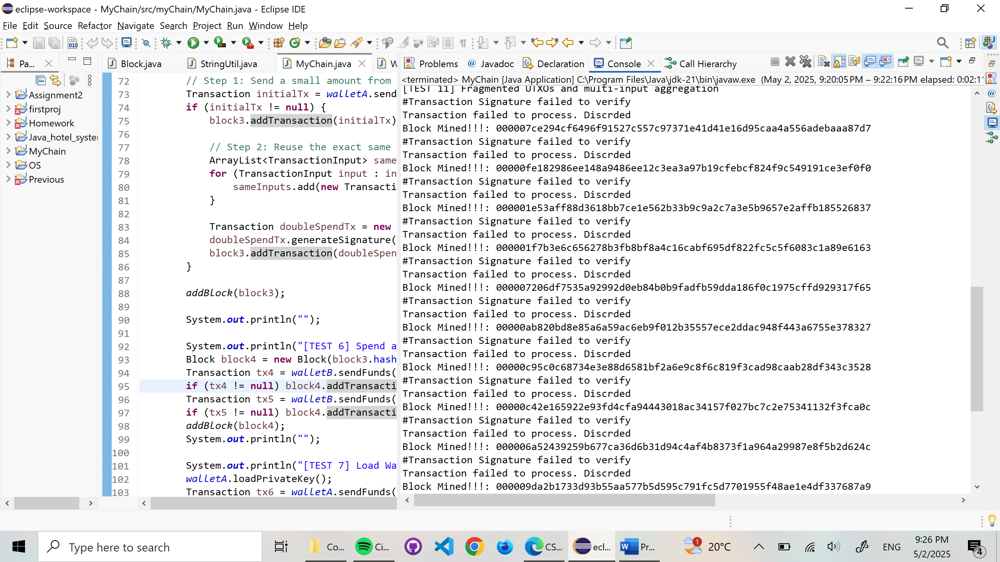 eclipse-workspace - MyChain/src/myChain/MyChain.java - Eclipse IDE
File Edit Source Refactor Navigate Search Project Run Window Help
Pa...
Assignment2
firstproj
Homework
Java_hotel_syster
MyChain
OS
Previous
Block.java StringUtil.java MyChain.java W
72 // Step 1: Send a small amount from
73 Transaction initialTx = walletA.send
74 if (initialTx != null) {
75 block3.addTransaction(initialTx)
76
77 // Step 2: Reuse the exact same
78 ArrayList<TransactionInput> same
79 for (TransactionInput input : in
80 sameInputs.add(new Transacti
81 }
82
83 Transaction doubleSpendTx = new
84 doubleSpendTx.generateSignature(
85 block3.addTransaction(doubleSpen
86 }
87
88 addBlock(block3);
89
90 System.out.println("");
91
92 System.out.println("[TEST 6] Spend a
93 Block block4 = new Block(block3.hash
94 Transaction tx4 = walletB.sendFunds(
95 if (tx4 != null) block4.addTransacti
96 Transaction tx5 = walletB.sendFunds(
97 if (tx5 != null) block4.addTransacti
98 addBlock(block4);
99 System.out.println("");
100
101 System.out.println("[TEST 7] Load Wa
102 walletA.loadPrivateKey();
103 Transaction tx6 = walletA.sendFunds(
Problems Javadoc Declaration Console Call Hierarchy
<terminated> MyChain [Java Application] C:\Program Files\Java\jdk-21\bin\javaw.exe (May 2, 2025, 9:20:05 PM – 9:22:16 PM elapsed: 0:02:11
[TEST 11] Fragmented UTXOs and multi-input aggregation
#Transaction Signature failed to verify
Transaction failed to process. Discrded
Block Mined!!!: 000007ce294cf6496f91527c557c97371e41d41e16d95caa4a556adebaaa87d7
#Transaction Signature failed to verify
Transaction failed to process. Discrded
Block Mined!!!: 00000fe182986ee148a9486ee12c3ea3a97b19cfebcf824f9c549191ce3ef0f0
#Transaction Signature failed to verify
Transaction failed to process. Discrded
Block Mined!!!: 000001e53aff88d3618bb7ce1e562b33b9c9a2c7a3e5b9657e2affb185526837
#Transaction Signature failed to verify
Transaction failed to process. Discrded
Block Mined!!!: 000001f7b3e6c656278b3fb8bf8a4c16cabf695df822fc5c5f6083c1a89e6163
#Transaction Signature failed to verify
Transaction failed to process. Discrded
Block Mined!!!: 000007206df7535a92992d0eb84b0b9fadfb59dda186f0c1975cffd929317f65
#Transaction Signature failed to verify
Transaction failed to process. Discrded
Block Mined!!!: 00000ab820bd8e85a6a59ac6eb9f012b35557ece2ddac948f443a6755e378327
#Transaction Signature failed to verify
Transaction failed to process. Discrded
Block Mined!!!: 00000c95c0c68734e3e88d6581bf2a6e9c8f6c819f3cad98caab28df343c3528
#Transaction Signature failed to verify
Transaction failed to process. Discrded
Block Mined!!!: 00000c42e165922e93fd4cfa94443018ac34157f027bc7c2e75341132f3fca0c
#Transaction Signature failed to verify
Transaction failed to process. Discrded
Block Mined!!!: 000006a52439259b677ca36d6b31d94c4af4b8373f1a964a29987e8f5b2d624c
#Transaction Signature failed to verify
Transaction failed to process. Discrded
Block Mined!!!: 000009da2b1733d93b55aa577b5d595c791fc5d7701955f48ae1e4df337687a9
Type here to search
Co... Ci... CS... ecl... Pr...
1
20°C
ENG
9:26 PM
5/2/2025
4